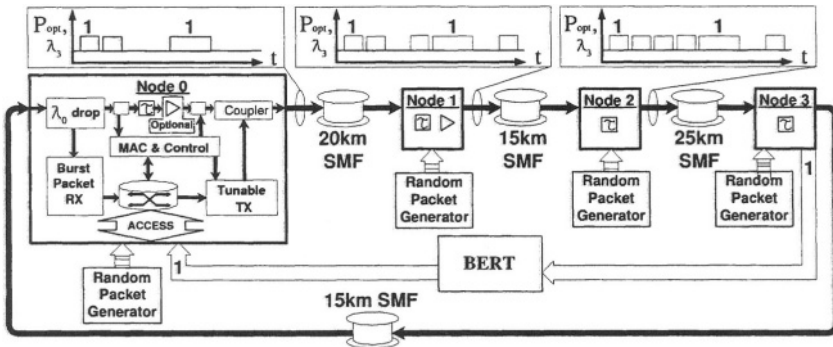 Popt,
λ3
1
1
t
Popt,
λ3
1
1
t
Popt,
λ3
1
1
t
Node 0
λ0 drop
τ
Optional
Coupler
MAC & Control
Burst
Packet
RX
Tunable
TX
ACCESS
20km
SMF
Node 1
τ
15km
SMF
Node 2
τ
25km
SMF
Node 3
τ
1
Random
Packet
Generator
Random
Packet
Generator
Random
Packet
Generator
Random
Packet
Generator
1
BERT
15km SMF